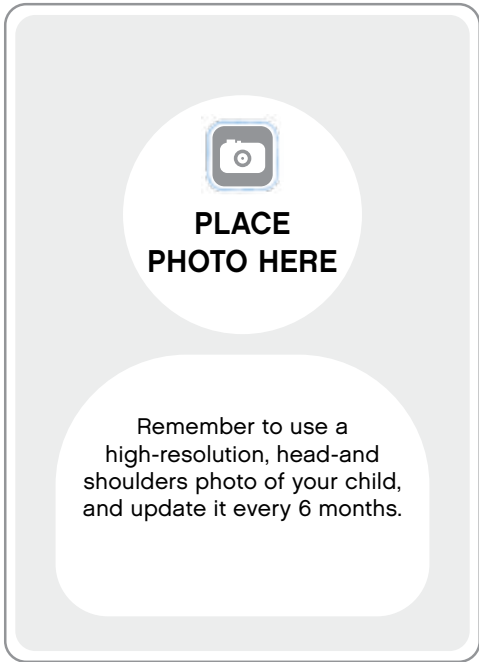 PLACE
PHOTO HERE
Remember to use a
high-resolution, head-and
shoulders photo of your child,
and update it every 6 months.